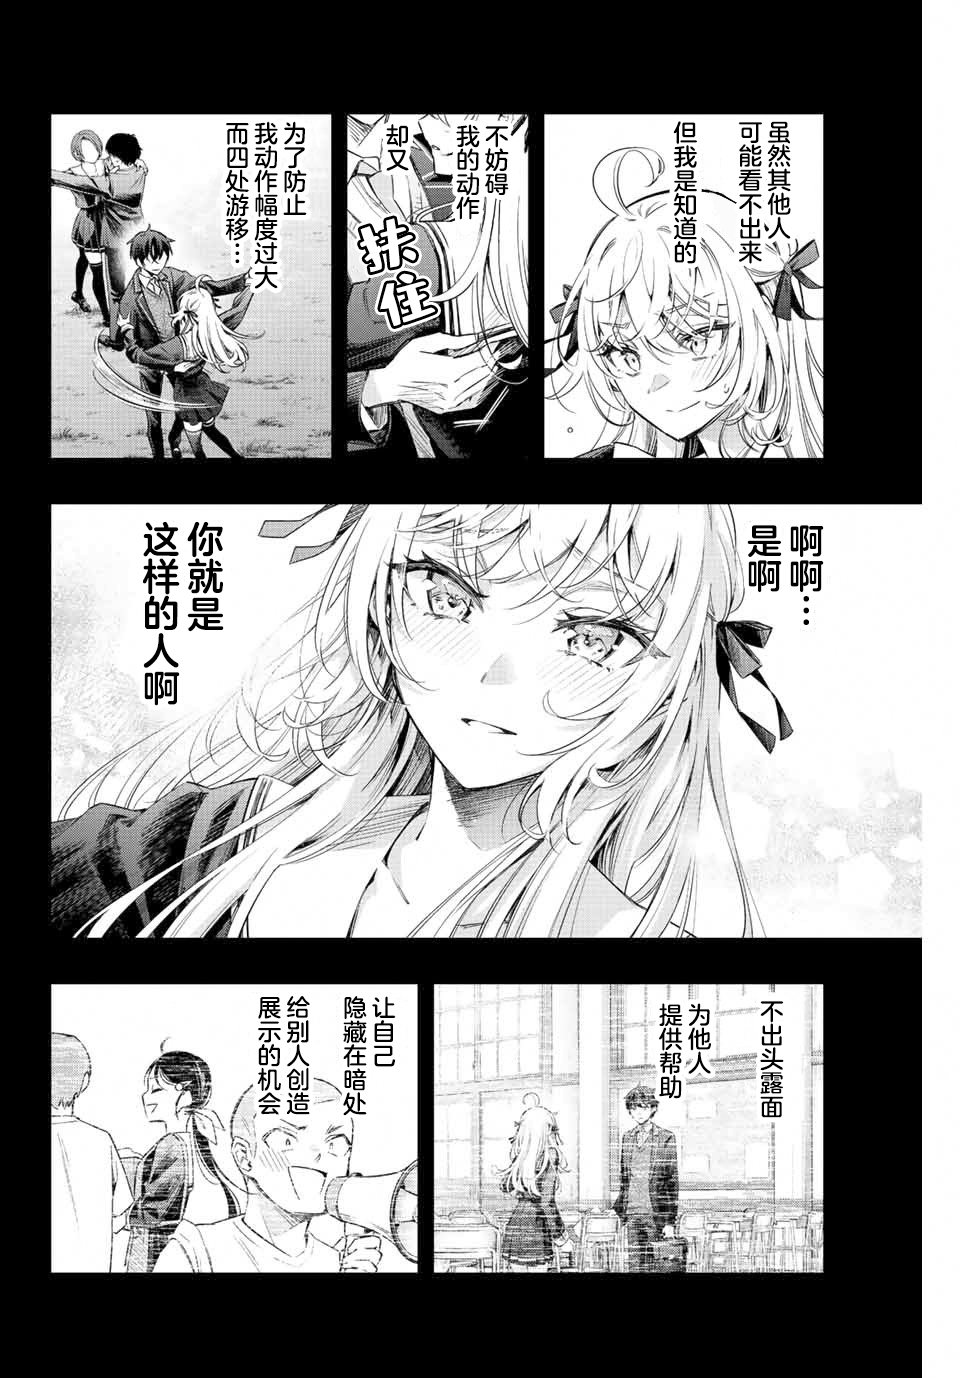 虽然其他人
可能看不出来
但我是知道的
不妨碍
我的动作
却又
扶住
为了防止
我动作幅度过大
而四处游移…
啊啊…
是啊
你就是
这样的人啊
不出头露面
为他人
提供帮助
让自己
隐藏在暗处
给别人创造
展示的机会